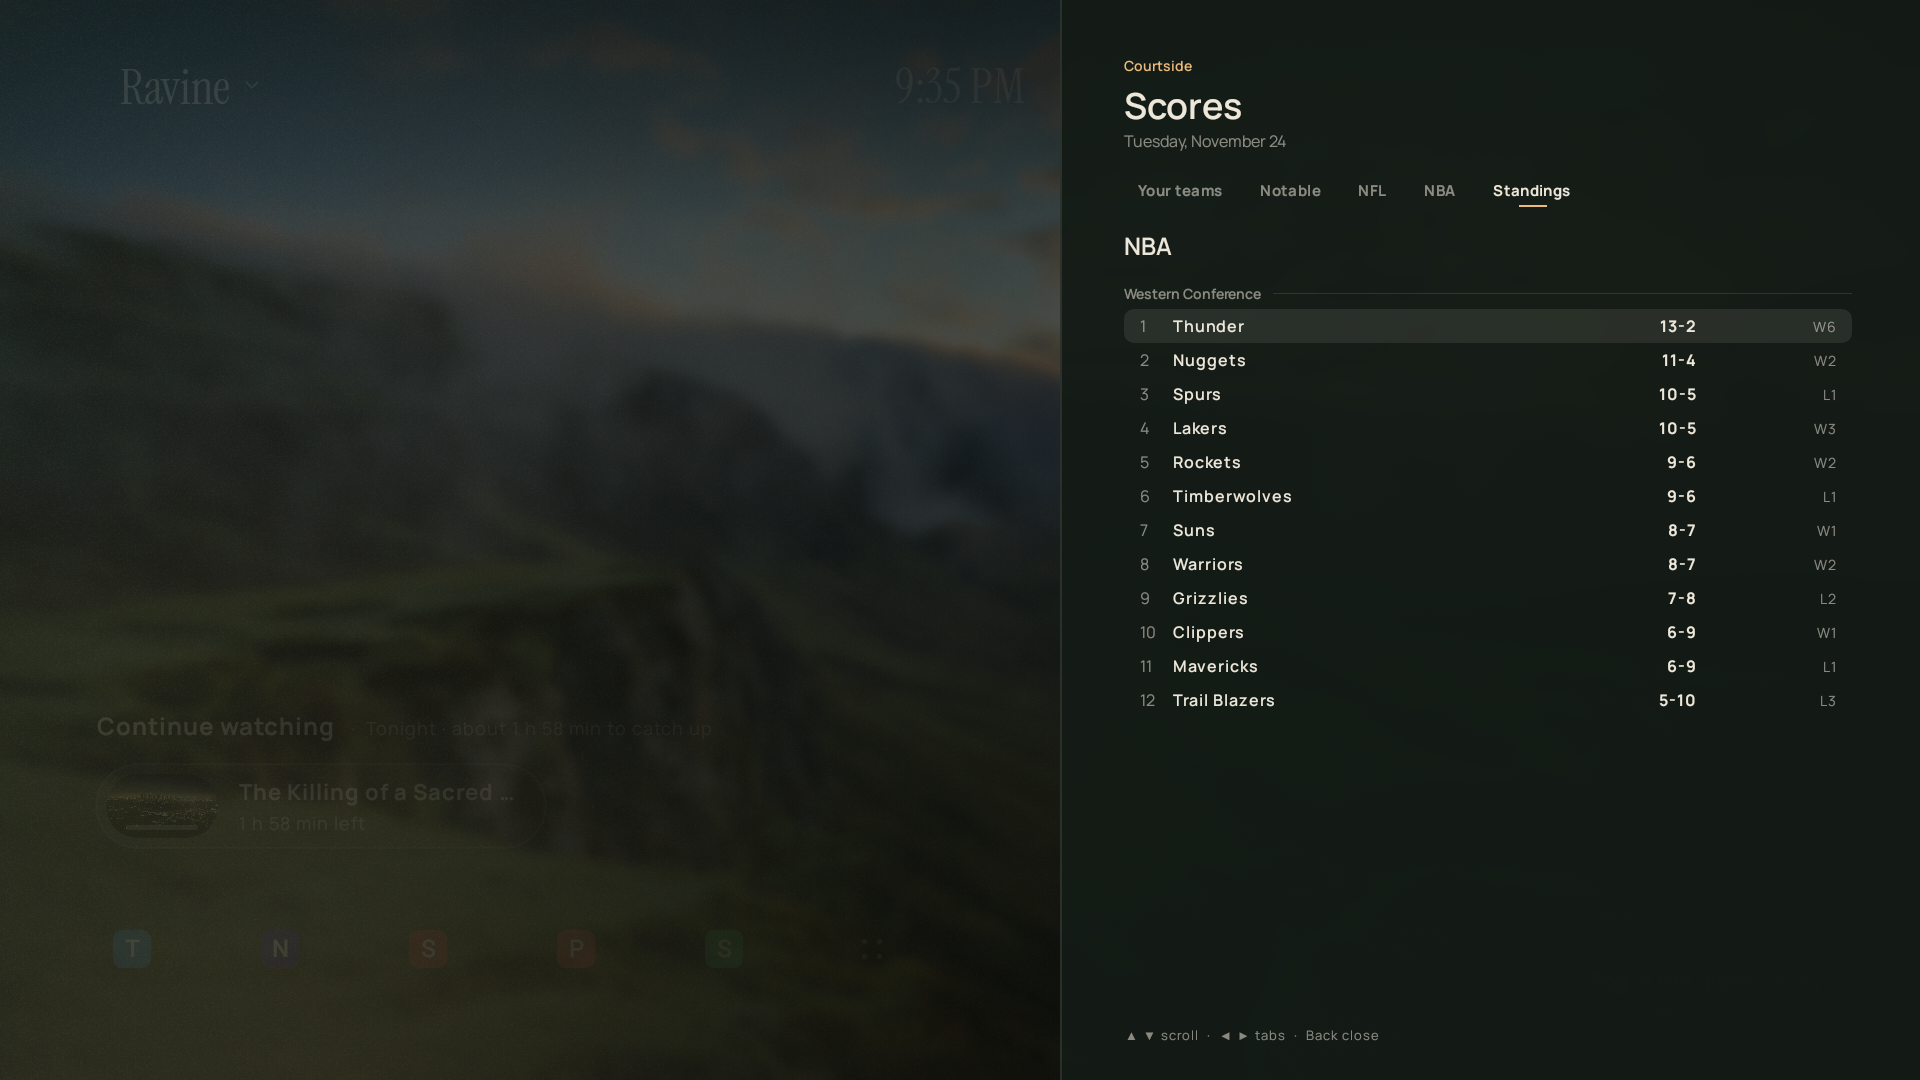 Ravine
9:35 PM
Continue watching · Tonight · about 1 h 58 min to catch up
The Killing of a Sacred ...
1 h 58 min left
T N S P S
Courtside
Scores
Tuesday, November 24
Your teams Notable NFL NBA Standings
NBA
Western Conference
1 Thunder 13-2 W6
2 Nuggets 11-4 W2
3 Spurs 10-5 L1
4 Lakers 10-5 W3
5 Rockets 9-6 W2
6 Timberwolves 9-6 L1
7 Suns 8-7 W1
8 Warriors 8-7 W2
9 Grizzlies 7-8 L2
10 Clippers 6-9 W1
11 Mavericks 6-9 L1
12 Trail Blazers 5-10 L3
▲ ▼ scroll · ◄ ► tabs · Back close